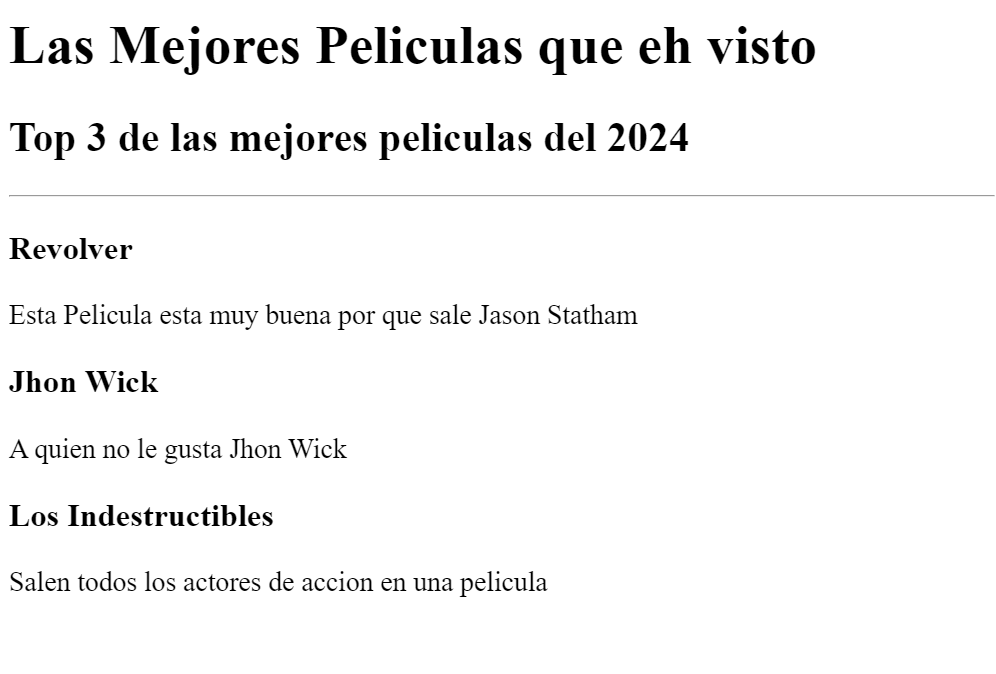 Las Mejores Peliculas que eh visto
Top 3 de las mejores peliculas del 2024
Revolver
Esta Pelicula esta muy buena por que sale Jason Statham
Jhon Wick
A quien no le gusta Jhon Wick
Los Indestructibles
Salen todos los actores de accion en una pelicula